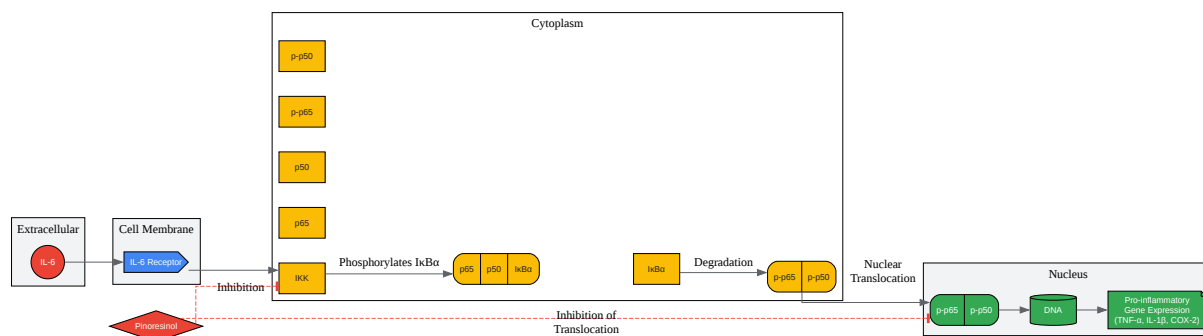 Cytoplasm
p-p50
p-p65
p50
p65
Extracellular
IL-6
Cell Membrane
IL-6 Receptor
IKK
Phosphorylates IκBα
p65 p50 IκBα
IκBα
Degradation
p-p65 p-p50
Nuclear
Translocation
Nucleus
p-p65 p-p50
DNA
Pro-inflammatory
Gene Expression
(TNF-α, IL-1β, COX-2)
Inhibition
Pinoresinol
Inhibition of
Translocation